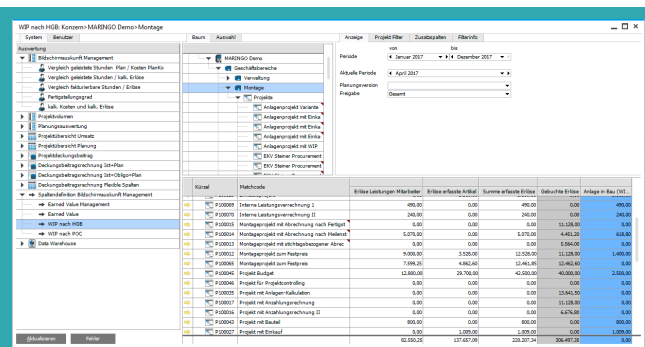 WIP nach HGB: Konzern>MARINGO Demo>Montage
System Benutzer
Auswertung
Bildschirmauskunft Management
Vergleich geleistete Stunden Plan / Kosten PlanKo
Vergleich geleistete Stunden / kalk. Erlöse
Vergleich fakturierbare Stunden / Erlöse
Fertigstellungsgrad
kalk. Kosten und kalk. Erlöse
Projektvolumen
Planungsauswertung
Projektübersicht Umsatz
Projektübersicht Planung
Projektdeckungsbeitrag
Deckungsbeitragsrechnung Ist+Plan
Deckungsbeitragsrechnung Ist+Obligo+Plan
Deckungsbeitragsrechnung Flexible Spalten
Spaltendefinition Bildschirmauskunft Management
Earned Value Management
Earned Value
WIP nach HGB
WIP nach POC
Data Warehouse
Aktualisieren Fehler
Baum Auswahl
MARINGO Demo
Geschäftsbereiche
Verwaltung
Montage
Projekte
Anlagenprojekt Variante
Anlagenprojekt mit Einka
Anlagenprojekt mit Einka
Anlagenprojekt mit Einka
Anlagenprojekt mit WIP
EKV Steiner Procurement
EKV Steiner Procurement
Anzeige Projekt Filter Zusatzspalten Filterinfo
von bis
Periode Januar 2017 Dezember 2017
Aktuelle Periode April 2017
Planungsversion
Freigabe Gesamt
Kürzel Matchcode Erlöse Leistungen Mitarbeiter Erlöse erfasste Artikel Summe erfasste Erlöse Gebuchte Erlöse Anlage in Bau (WI...
P100069 Interne Leistungsverrechnung 1 490,00 0,00 490,00 0,00 490,00
P100070 Interne Leistungsverrechnung II 240,00 0,00 240,00 0,00 240,00
P100015 Montageprojekt mit Abrechnung nach Fertigst 0,00 0,00 0,00 11.128,00 0,00
P100014 Montageprojekt mit Abrechnung nach Meilenst 5.070,00 0,00 5.070,00 4.451,20 618,80
P100013 Montageprojekt mit stichtagsbezogener Abrec 0,00 0,00 0,00 5.564,00 0,00
P100012 Montageprojekt zum Festpreis 9.000,00 3.528,00 12.528,00 11.128,00 1.400,00
P100065 Montageprojekt zum Festpreis 7.599,25 4.862,60 12.461,85 12.462,60 0,00
P100045 Projekt Budget 12.800,00 29.700,00 42.500,00 40.000,00 2.500,00
P100046 Projekt für Projektcontrolling 0,00 0,00 0,00 0,00 0,00
P100035 Projekt mit Anlagen-Kalkulation 0,00 0,00 0,00 13.641,50 0,00
P100017 Projekt mit Anzahlungsrechnung 0,00 0,00 0,00 11.128,00 0,00
P100016 Projekt mit Anzahlungsrechnung II 0,00 0,00 0,00 6.676,80 0,00
P100043 Projekt mit Bauteil 800,00 0,00 800,00 0,00 800,00
P100027 Projekt mit Einkauf 0,00 1.009,00 1.009,00 0,00 1.009,00
82.550,25 137.657,09 220.207,34 306.497,35 0,00